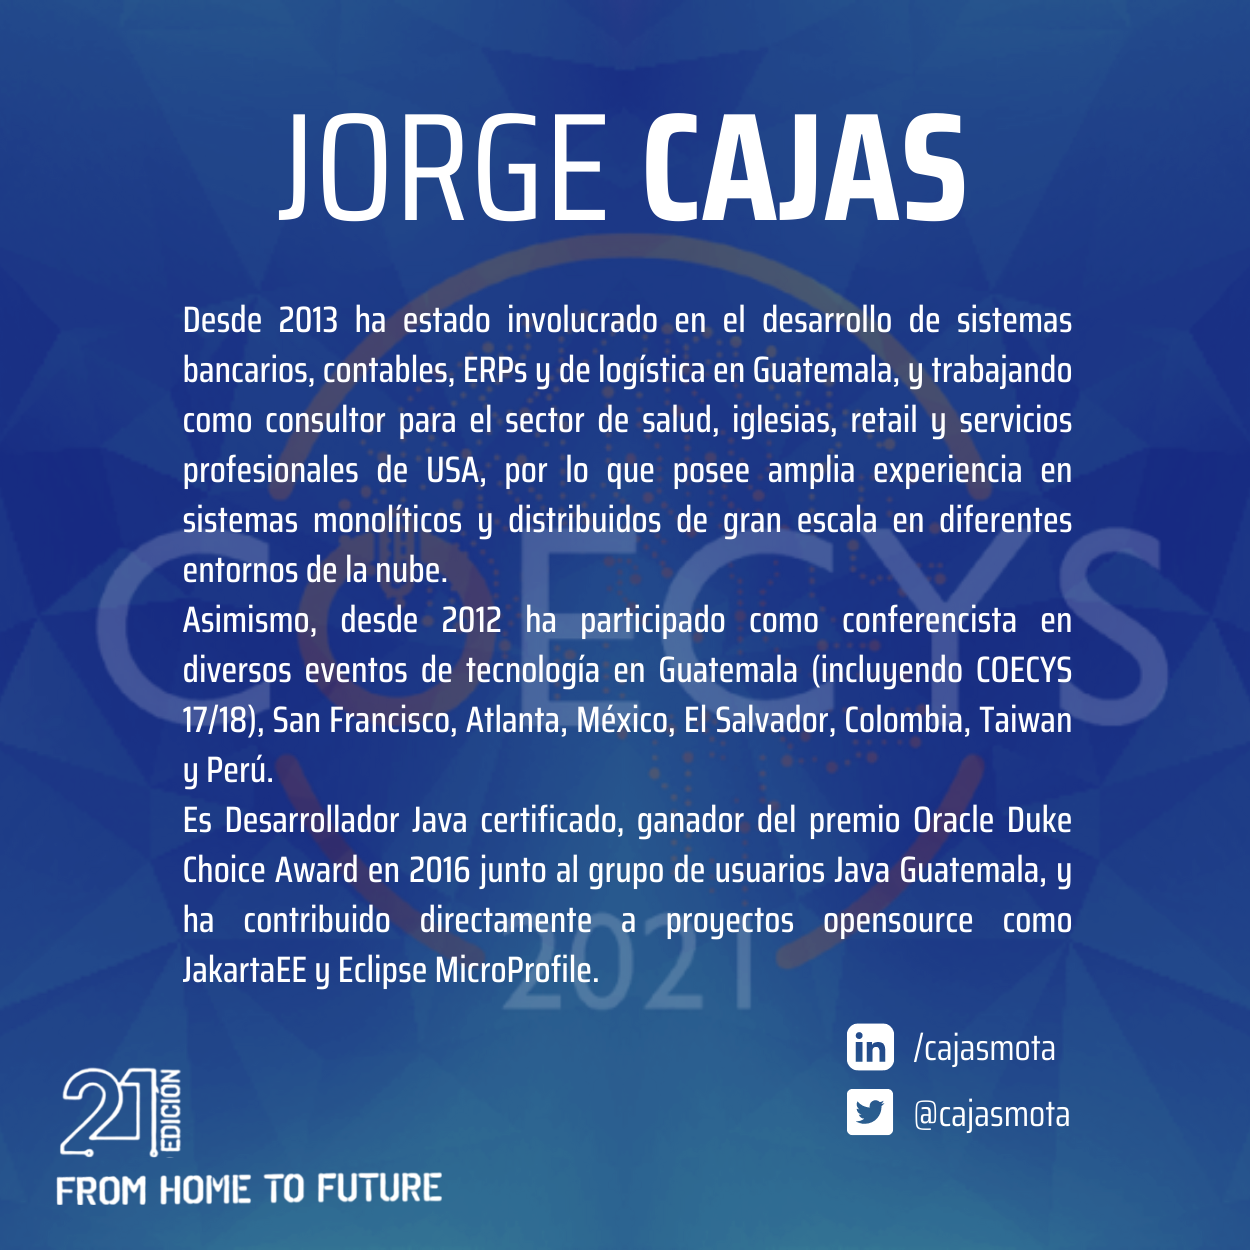 JORGE CAJAS
Desde 2013 ha estado involucrado en el desarrollo de sistemas
bancarios, contables, ERPs y de logística en Guatemala, y trabajando
como consultor para el sector de salud, iglesias, retail y servicios
profesionales de USA, por lo que posee amplia experiencia en
sistemas monolíticos y distribuidos de gran escala en diferentes
entornos de la nube.
Asimismo, desde 2012 ha participado como conferencista en
diversos eventos de tecnología en Guatemala (incluyendo COECYS
17/18), San Francisco, Atlanta, México, El Salvador, Colombia, Taiwan
y Perú.
Es Desarrollador Java certificado, ganador del premio Oracle Duke
Choice Award en 2016 junto al grupo de usuarios Java Guatemala, y
ha contribuido directamente a proyectos opensource como
JakartaEE y Eclipse MicroProfile.
COECYS
2021
in /cajasmota
@cajasmota
21 EDICIÓN
FROM HOME TO FUTURE